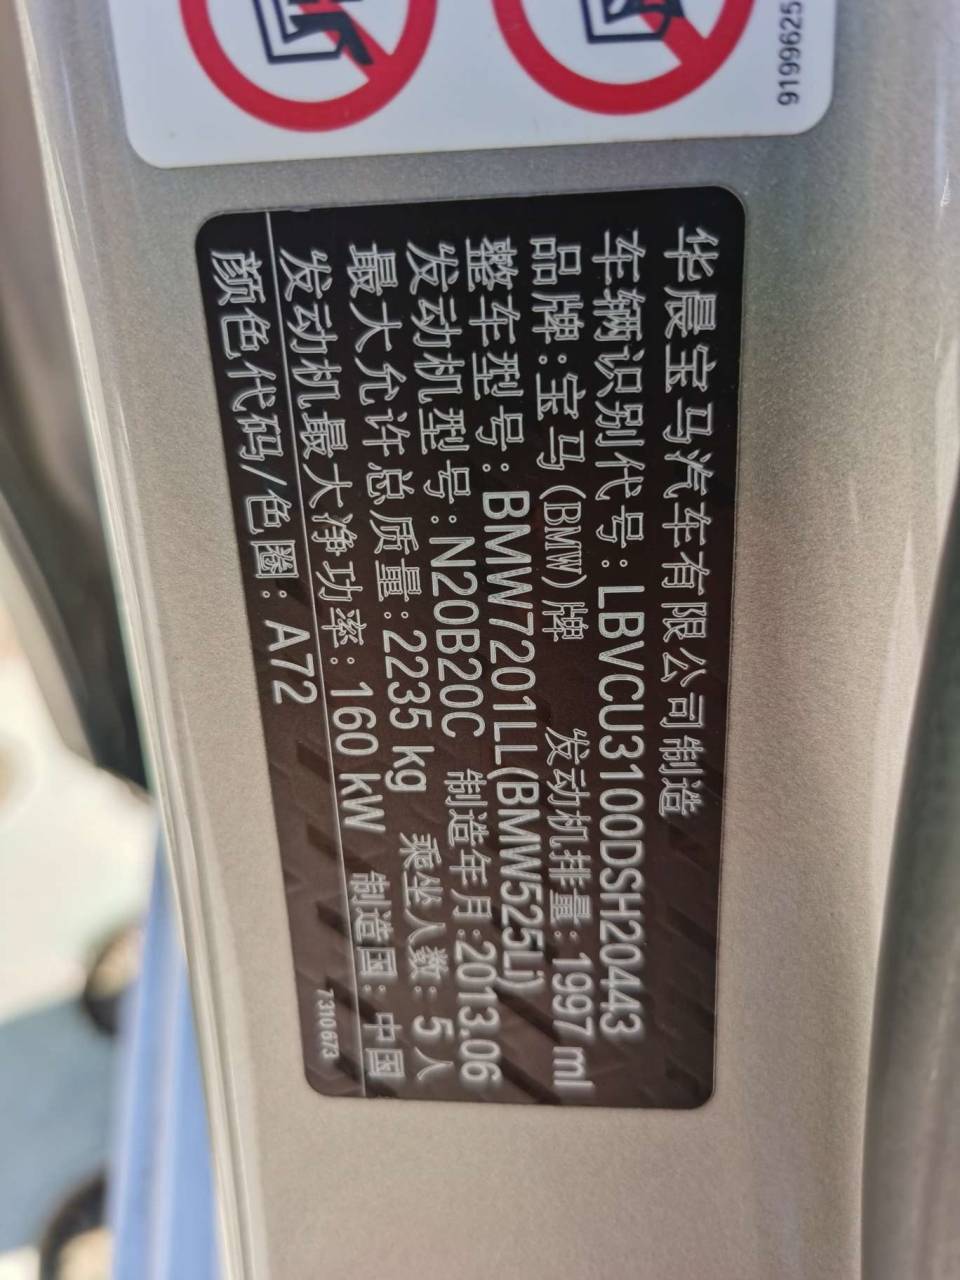 9199625
华晨宝马汽车有限公司制造
车辆识别代号:LBVCU3100DSH20443
品牌:宝马(BMW)牌 发动机排量:1997 ml
整车型号:BMW7201LL(BMW525Li)
发动机型号:N20B20C 制造年月:2013.06
最大允许总质量:2235 kg 乘坐人数: 5 人
发动机最大净功率:160 kW 制造国:中国
颜色代码/色圈: A72
7310673